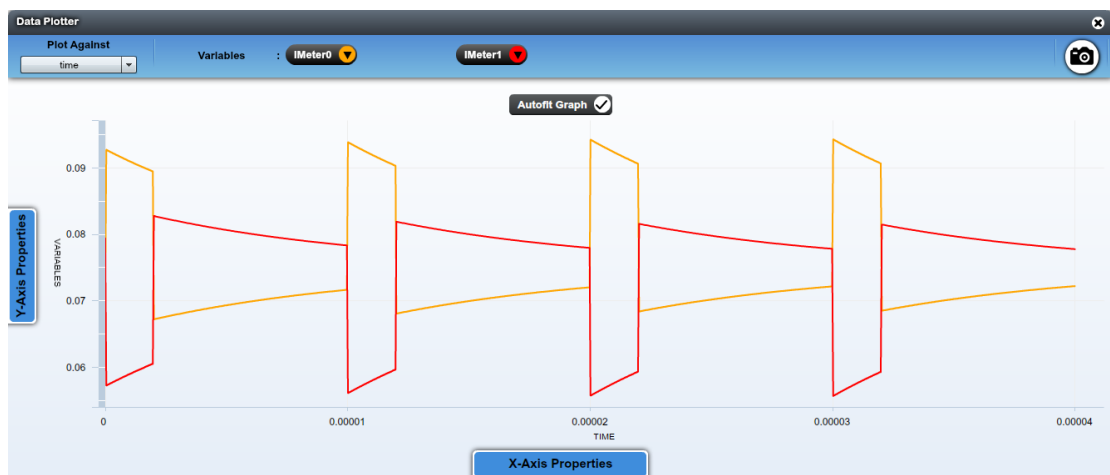 Data Plotter
Plot Against
time
Variables : IMeter0 IMeter1
Autofit Graph
0.09
0.08
0.07
0.06
VARIABLES
Y-Axis Properties
0 0.00001 0.00002 0.00003 0.00004
TIME
X-Axis Properties